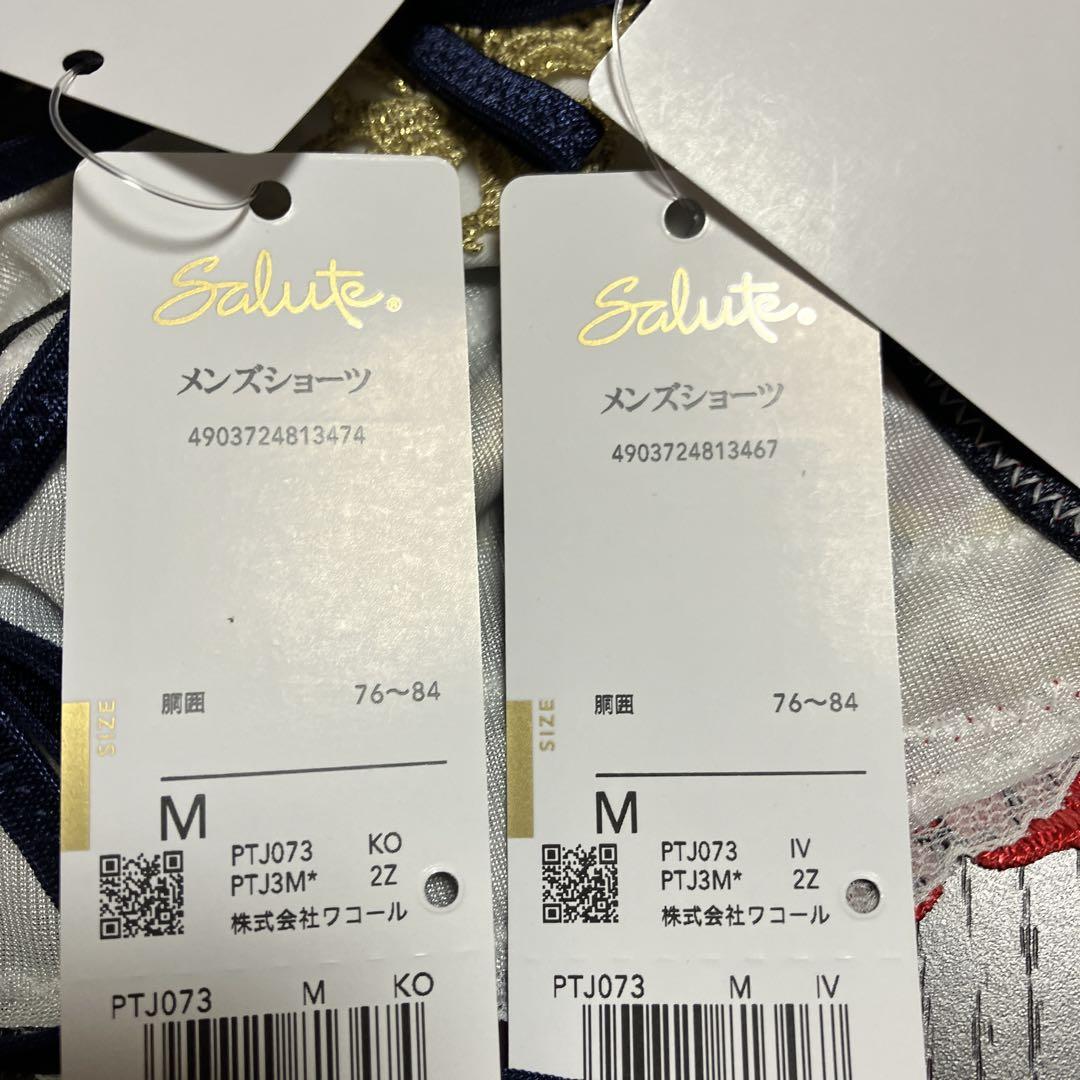 Salute®
メンズショーツ
4903724813474
SIZE
胴囲 76〜84
M
PTJ073 KO
PTJ3M* 2Z
株式会社ワコール
PTJ073 M KO
Salute®
メンズショーツ
4903724813467
SIZE
胴囲 76〜84
M
PTJ073 IV
PTJ3M* 2Z
株式会社ワコール
PTJ073 M IV